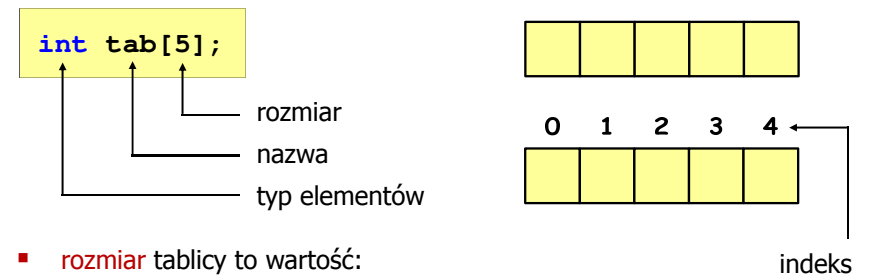 int tab[5];
rozmiar
nazwa
typ elementów
0 1 2 3 4
▪ rozmiar tablicy to wartość:
indeks